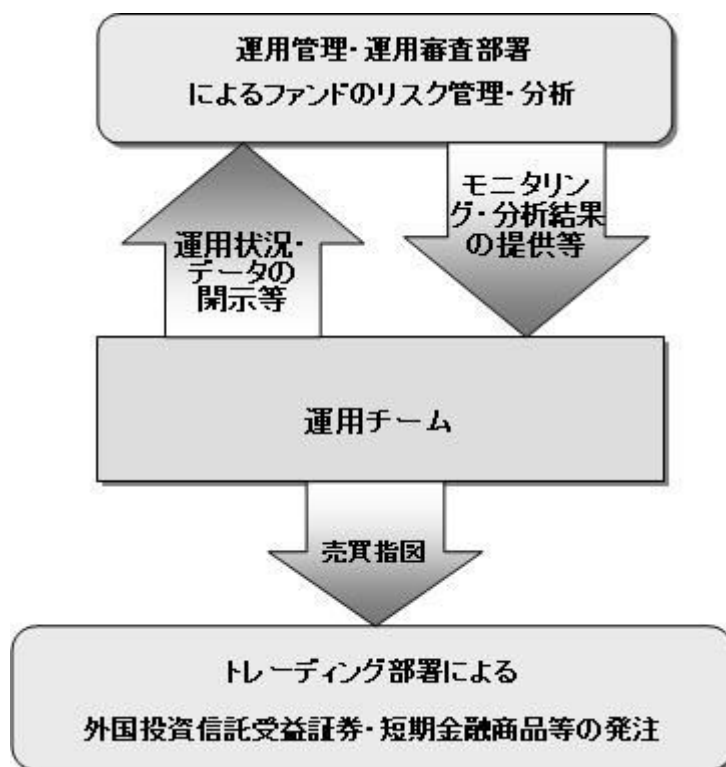 運用管理・運用審査部署
によるファンドのリスク管理・分析
運用状況・
データの
開示等
モニタリン
グ・分析結果
の提供等
運用チーム
売買指図
トレーディング部署による
外国投資信託受益証券・短期金融商品等の発注